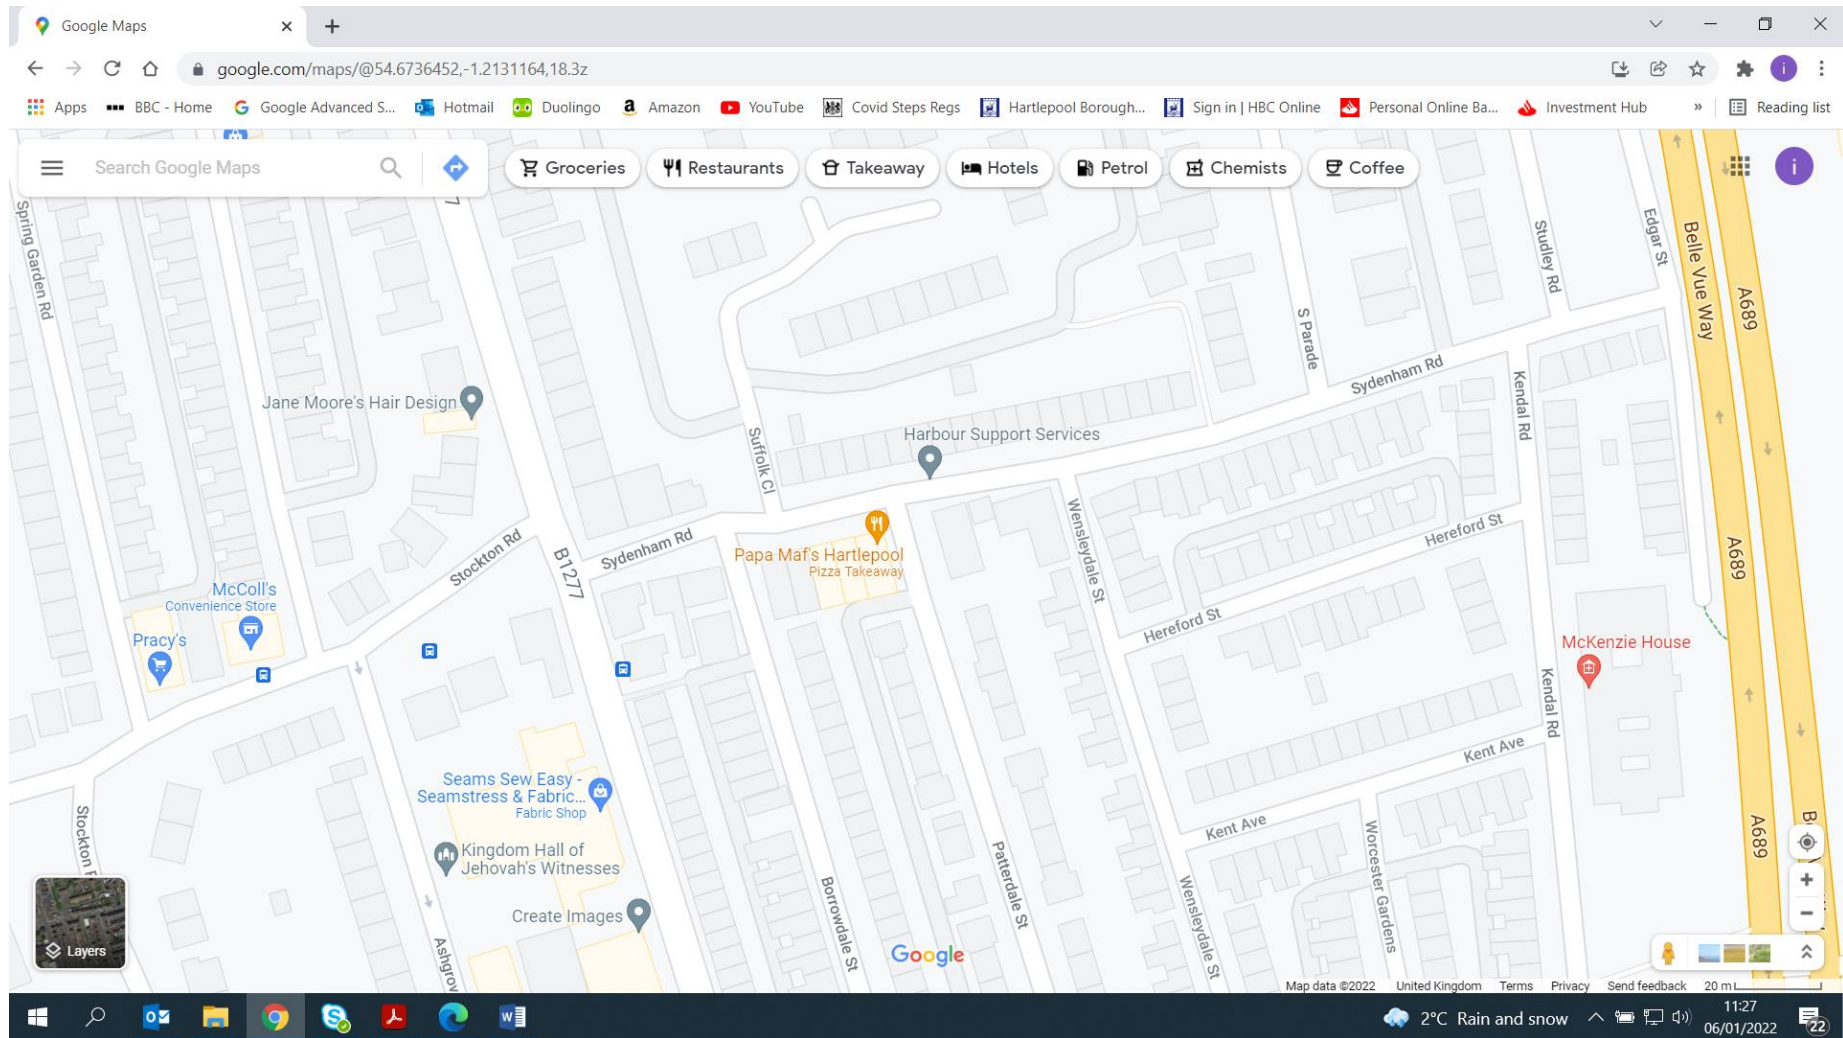 Google Maps
google.com/maps/@54.6736452,-1.2131164,18.3z
Apps
BBC - Home
Google Advanced S...
Hotmail
Duolingo
Amazon
YouTube
Covid Steps Regs
Hartlepool Borough...
Sign in | HBC Online
Personal Online Ba...
Investment Hub
»
Reading list
Search Google Maps
Groceries
Restaurants
Takeaway
Hotels
Petrol
Chemists
Coffee
i
i
Spring Garden Rd
Edgar St
Studley Rd
Belle Vue Way
A689
S Parade
Sydenham Rd
Kendal Rd
Jane Moore's Hair Design
Suffolk Cl
Harbour Support Services
Wensleydale St
Hereford St
Stockton Rd
B1277
Sydenham Rd
Papa Maf's Hartlepool
Pizza Takeaway
A689
McColl's
Convenience Store
Pracy's
Hereford St
McKenzie House
Kendal Rd
Kent Ave
Seams Sew Easy -
Seamstress & Fabric...
Fabric Shop
Stockton
Kent Ave
Worcester Gardens
A689
Kingdom Hall of
Jehovah's Witnesses
Patterdale St
Wensleydale St
Borrowdale St
Create Images
Ashgrov
Layers
Google
Map data ©2022
United Kingdom
Terms
Privacy
Send feedback
20 m
2°C Rain and snow
11:27
06/01/2022
22